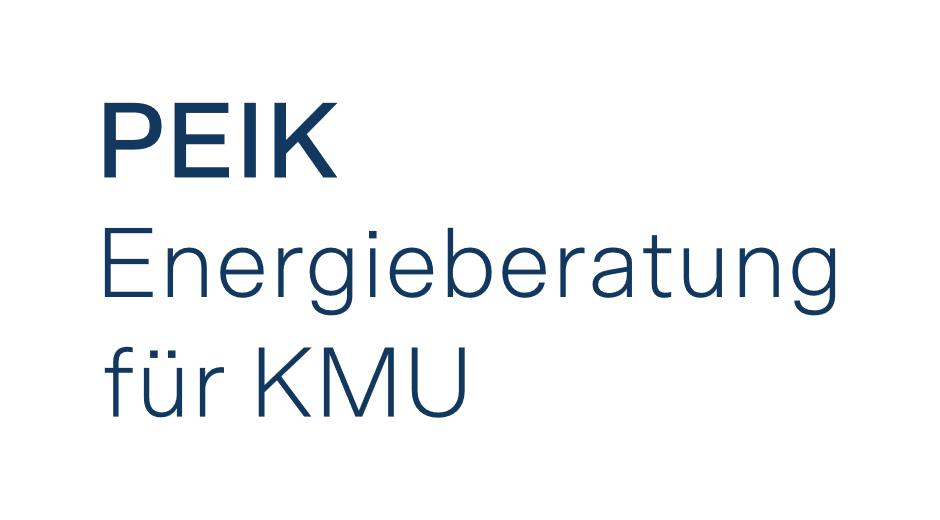 PEIK
Energieberatung
für KMU